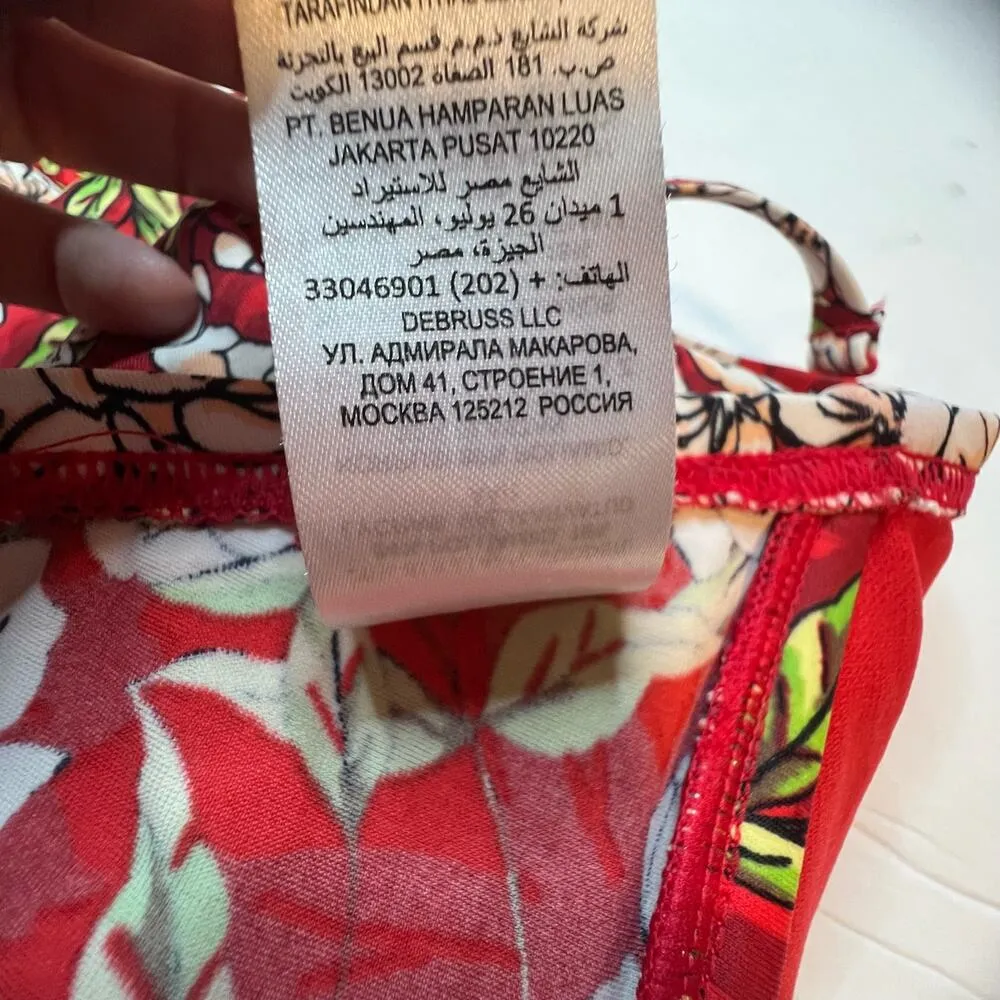 TARAFINDAN
شركة الشايع ذ.م.م. قسم البيع بالتجزئة
ص.ب. 181 الصفاة 13002 الكويت
PT. BENUA HAMPARAN LUAS
JAKARTA PUSAT 10220
الشايع مصر للاستيراد
1 ميدان 26 يوليو، المهندسين
الجيزة، مصر
الهاتف: + (202) 33046901
DEBRUSS LLC
УЛ. АДМИРАЛА МАКАРОВА,
ДОМ 41, СТРОЕНИЕ 1,
МОСКВА 125212 РОССИЯ